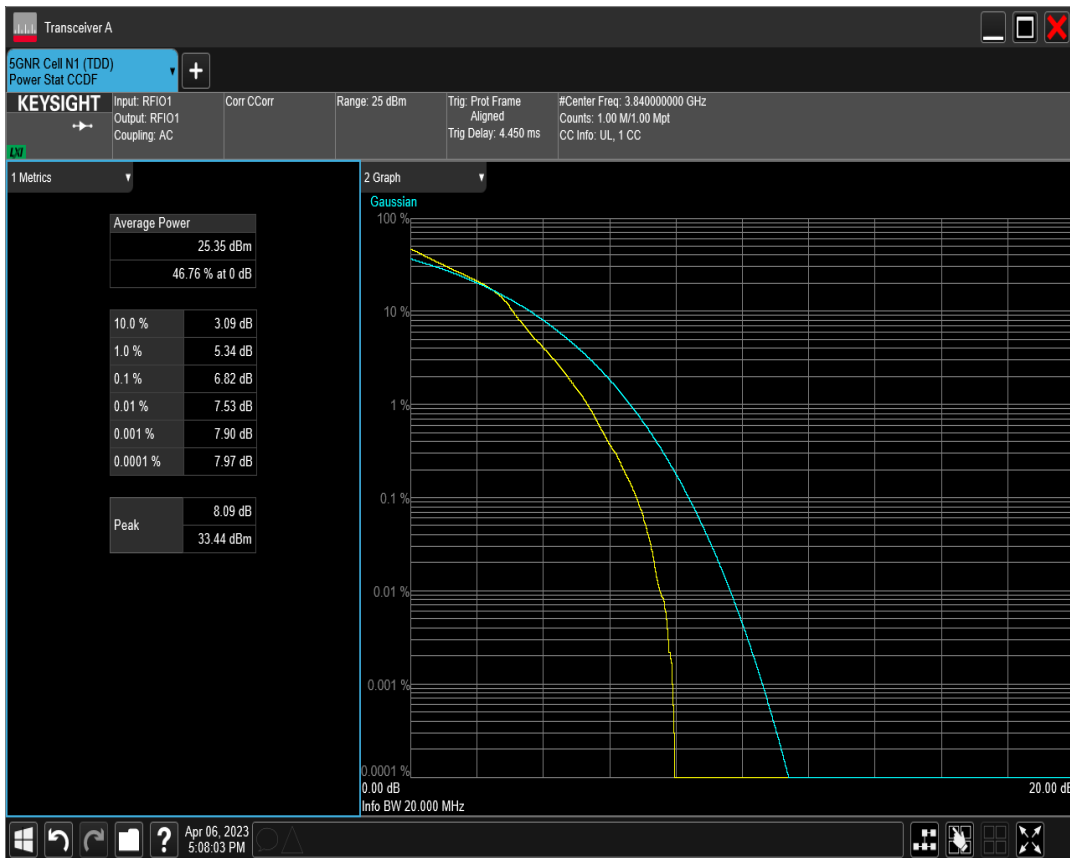 Transceiver A
5GNR Cell N1 (TDD)
Power Stat CCDF
+
KEYSIGHT
LXI
Input: RFIO1
Output: RFIO1
Coupling: AC
Corr CCorr
Range: 25 dBm
Trig: Prot Frame
Aligned
Trig Delay: 4.450 ms
#Center Freq: 3.840000000 GHz
Counts: 1.00 M/1.00 Mpt
CC Info: UL, 1 CC
1 Metrics
Average Power
25.35 dBm
46.76 % at 0 dB
10.0 % 3.09 dB
1.0 % 5.34 dB
0.1 % 6.82 dB
0.01 % 7.53 dB
0.001 % 7.90 dB
0.0001 % 7.97 dB
Peak
8.09 dB
33.44 dBm
2 Graph
Gaussian
100 %
10 %
1 %
0.1 %
0.01 %
0.001 %
0.0001 %
0.00 dB 20.00 dB
Info BW 20.000 MHz
?
Apr 06, 2023
5:08:03 PM